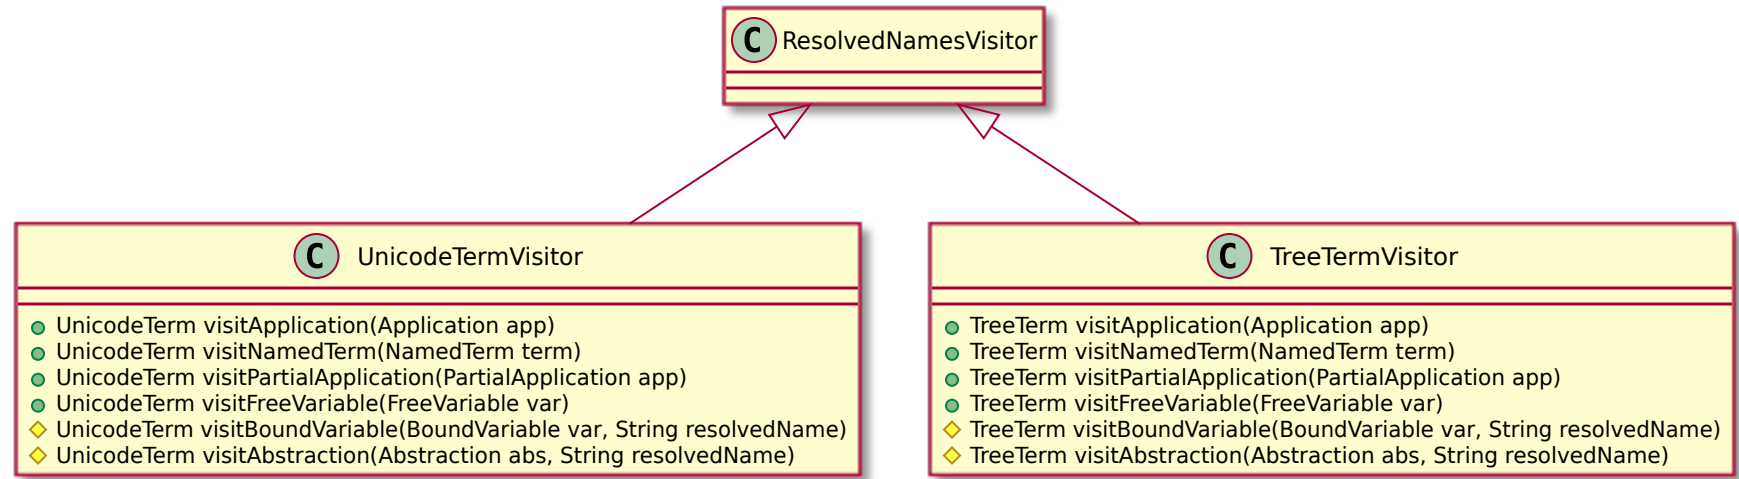 C ResolvedNamesVisitor
C UnicodeTermVisitor
UnicodeTerm visitApplication(Application app)
UnicodeTerm visitNamedTerm(NamedTerm term)
UnicodeTerm visitPartialApplication(PartialApplication app)
UnicodeTerm visitFreeVariable(FreeVariable var)
UnicodeTerm visitBoundVariable(BoundVariable var, String resolvedName)
UnicodeTerm visitAbstraction(Abstraction abs, String resolvedName)
C TreeTermVisitor
TreeTerm visitApplication(Application app)
TreeTerm visitNamedTerm(NamedTerm term)
TreeTerm visitPartialApplication(PartialApplication app)
TreeTerm visitFreeVariable(FreeVariable var)
TreeTerm visitBoundVariable(BoundVariable var, String resolvedName)
TreeTerm visitAbstraction(Abstraction abs, String resolvedName)